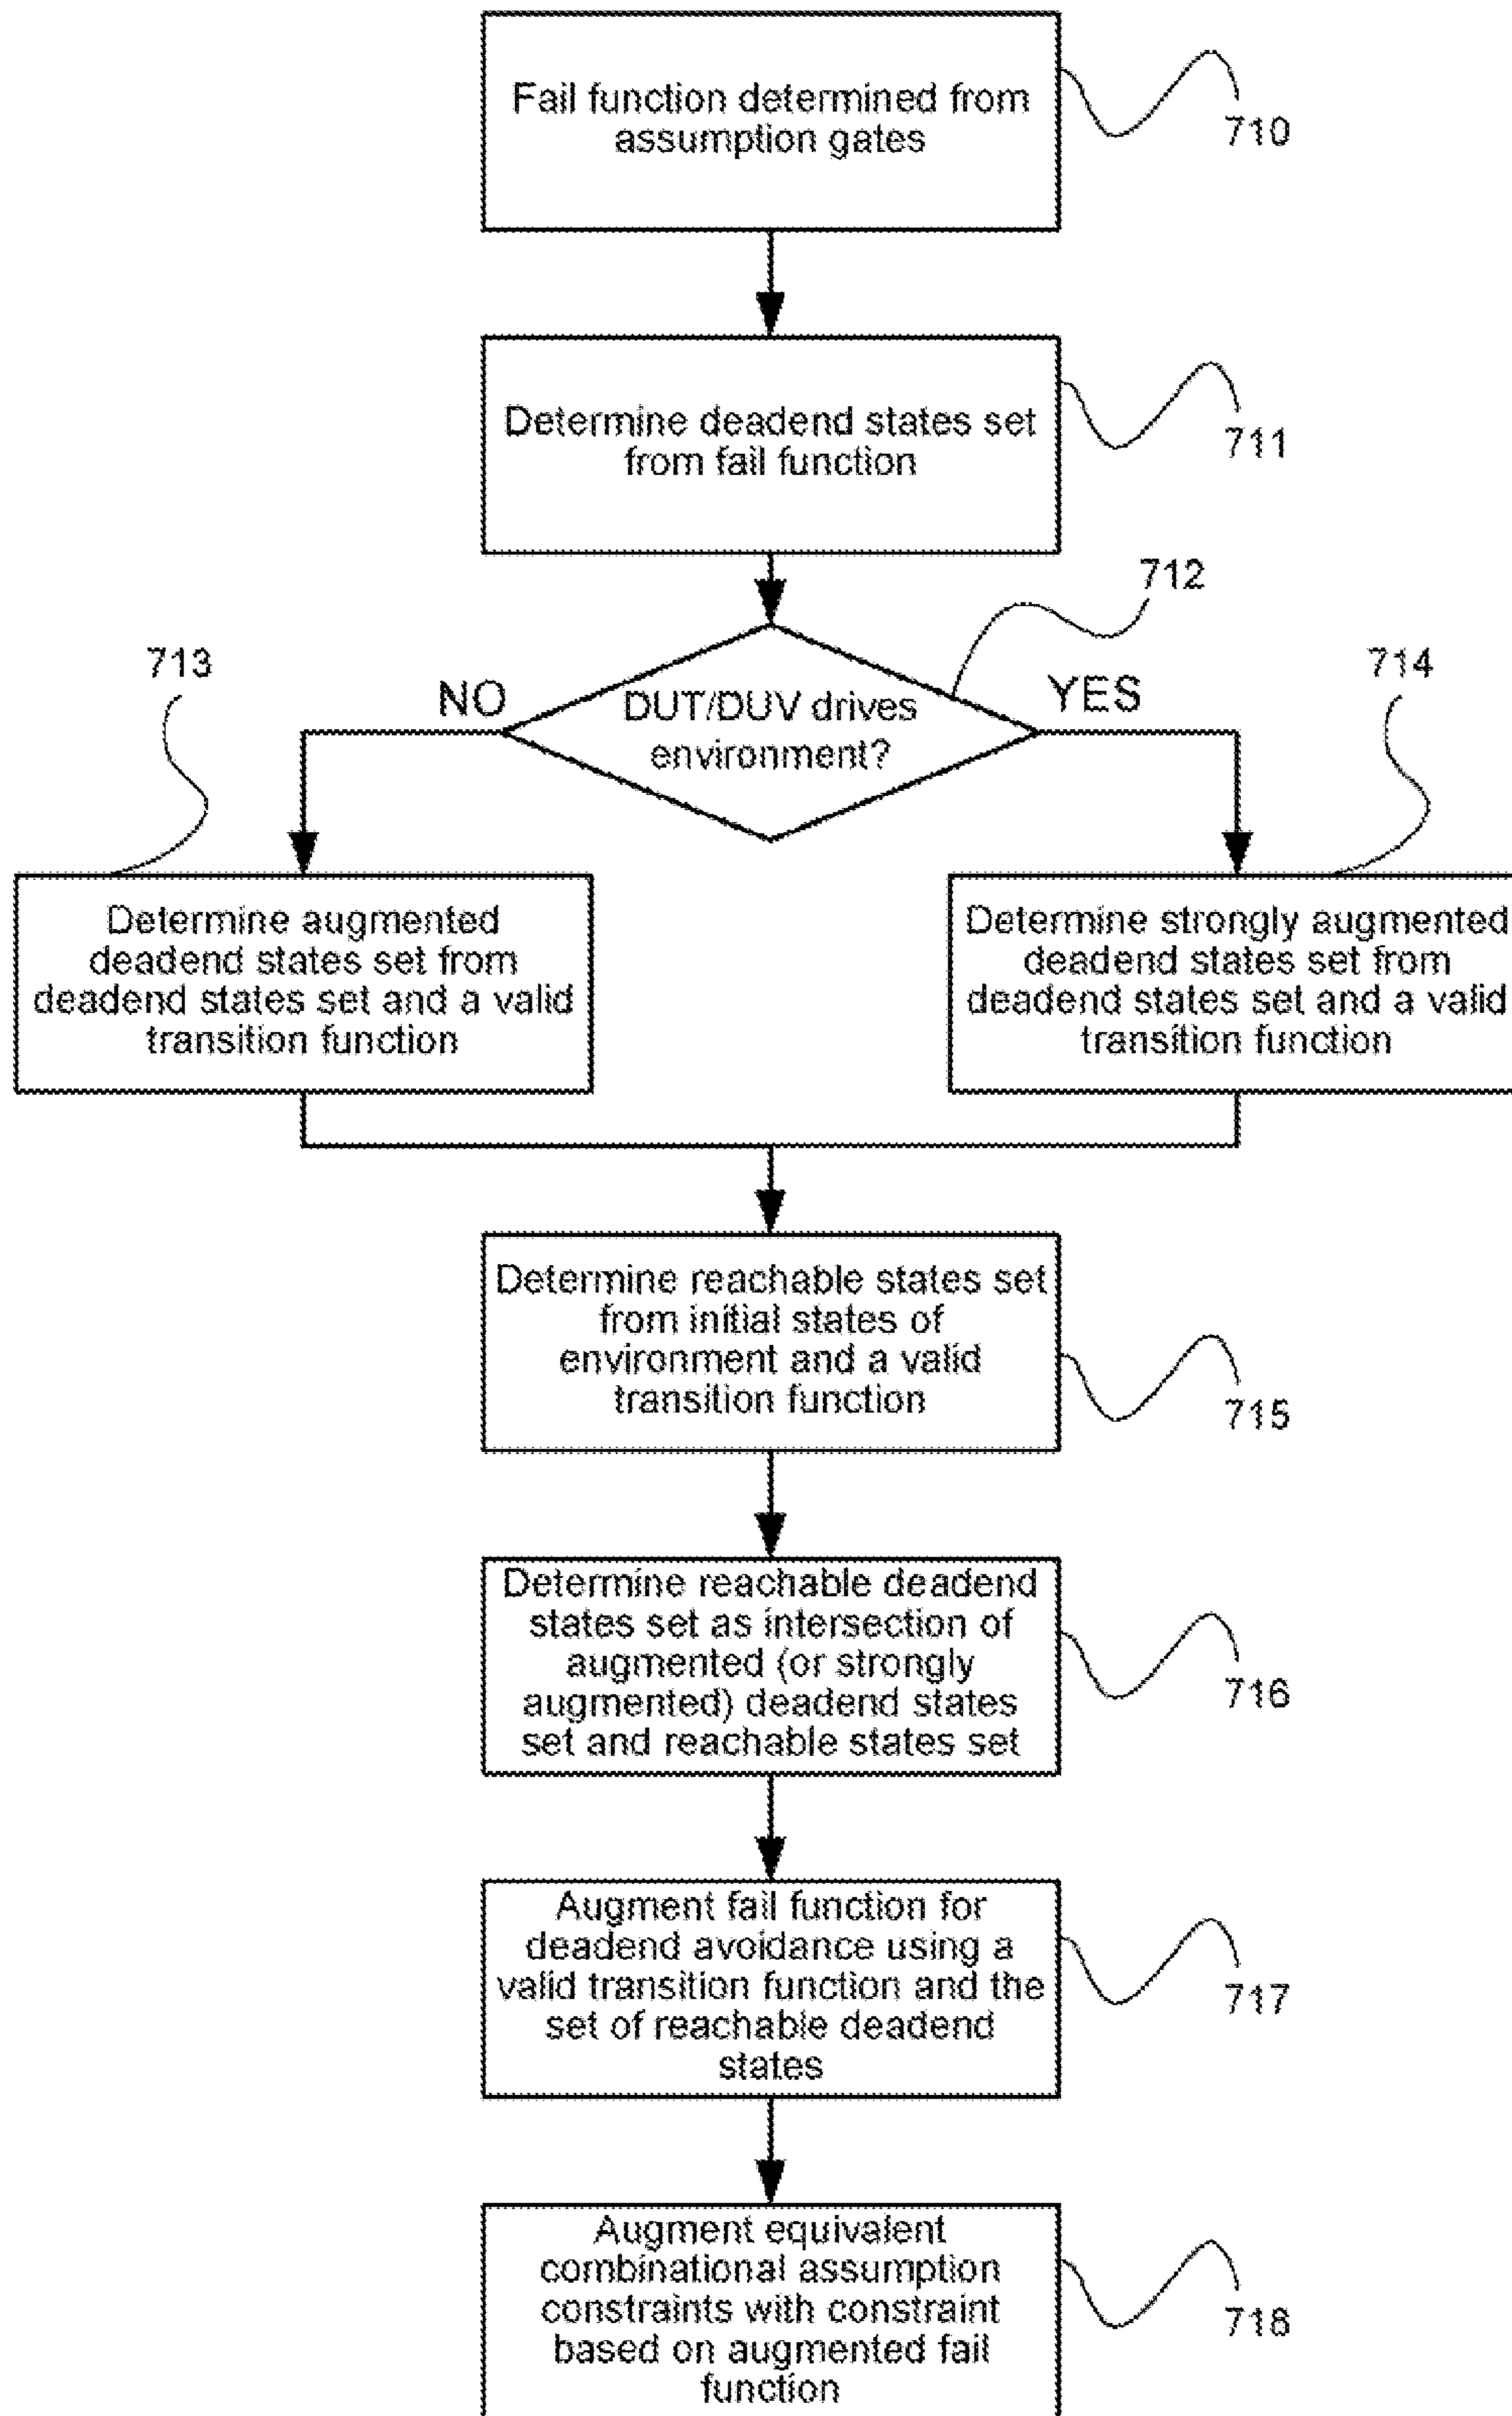 Fail function determined from
assumption gates
710
Determine deadend states set
from fail function
711
712
DUT/DUV drives
environment?
NO
YES
713
714
Determine augmented
deadend states set from
deadend states set and a valid
transition function
Determine strongly augmented
deadend states set from
deadend states set and a valid
transition function
Determine reachable states set
from initial states of
environment and a valid
transition function
715
Determine reachable deadend
states set as intersection of
augmented (or strongly
augmented) deadend states
set and reachable states set
716
Augment fail function for
deadend avoidance using a
valid transition function and the
set of reachable deadend
states
717
Augment equivalent
combinational assumption
constraints with constraint
based on augmented fail
function
718